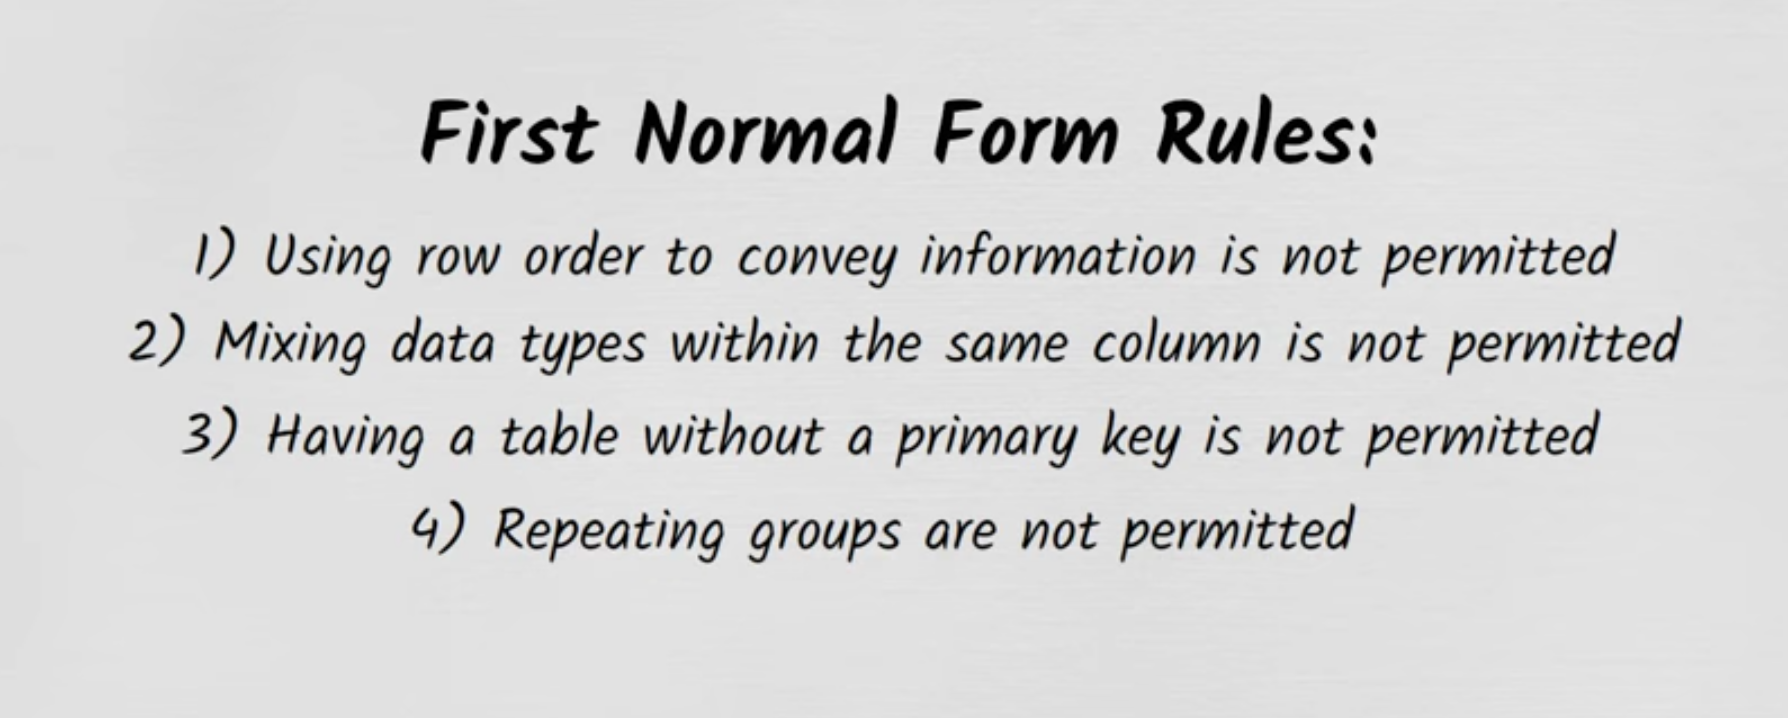 First Normal Form Rules:
1) Using row order to convey information is not permitted
2) Mixing data types within the same column is not permitted
3) Having a table without a primary key is not permitted
4) Repeating groups are not permitted